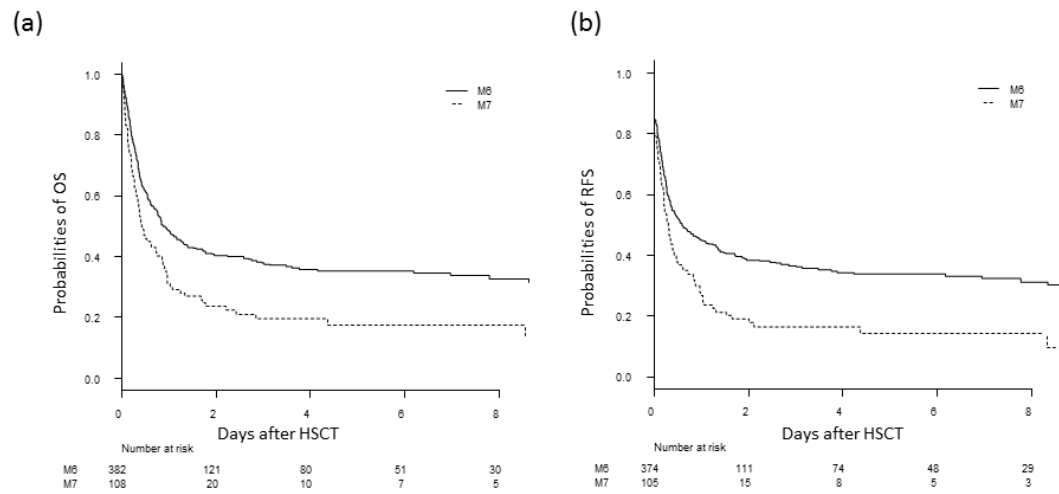 (a)
Probabilities of OS
1.0
0.8
0.6
0.4
0.2
0.0
M6
M7
0 2 4 6 8
Days after HSCT
Number at risk
M6 382 121 80 51 30
M7 108 20 10 7 5
(b)
Probabilities of RFS
1.0
0.8
0.6
0.4
0.2
0.0
M6
M7
0 2 4 6 8
Days after HSCT
Number at risk
M6 374 111 74 48 29
M7 105 15 8 5 3